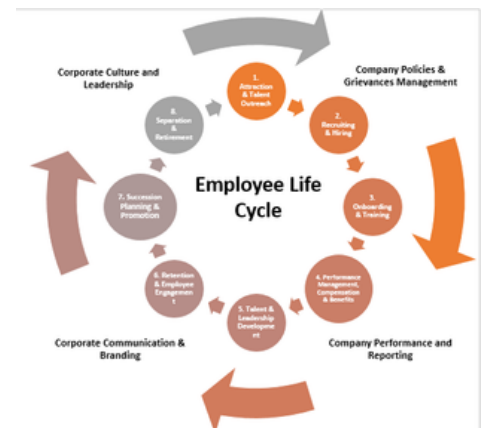 Corporate Culture and
Leadership
Company Policies &
Grievances Management
1.
Attraction
& Talent
Outreach
2.
Recruiting
& Hiring
3.
Onboarding
& Training
4. Performance
Management,
Compensation
& Benefits
5. Talent &
Leadership
Developme
nt
6. Retention
& Employee
Engagemen
t
7. Succession
Planning &
Promotion
8.
Separation
&
Retirement
Employee Life
Cycle
Corporate Communication &
Branding
Company Performance and
Reporting